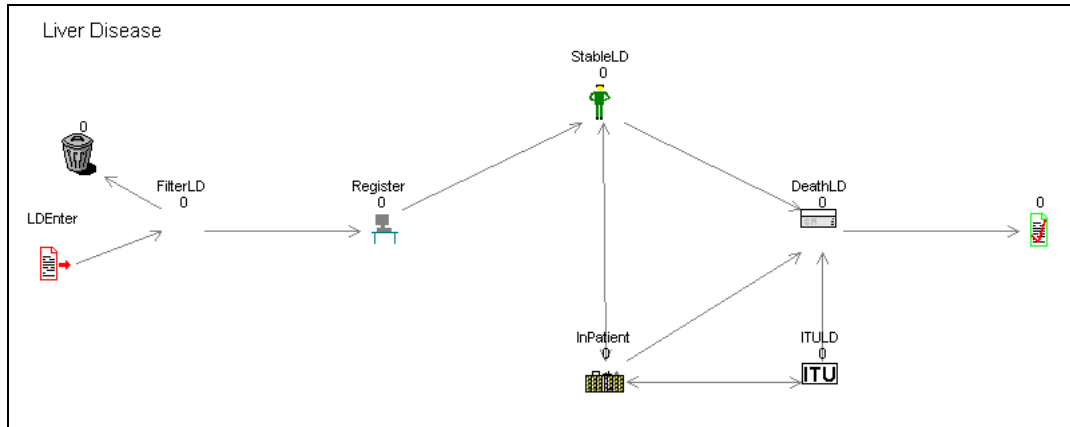 Liver Disease
StableLD
0
0
FilterLD
0
Register
0
DeathLD
0
0
LDEnter
InPatient
0
ITULD
0
ITU